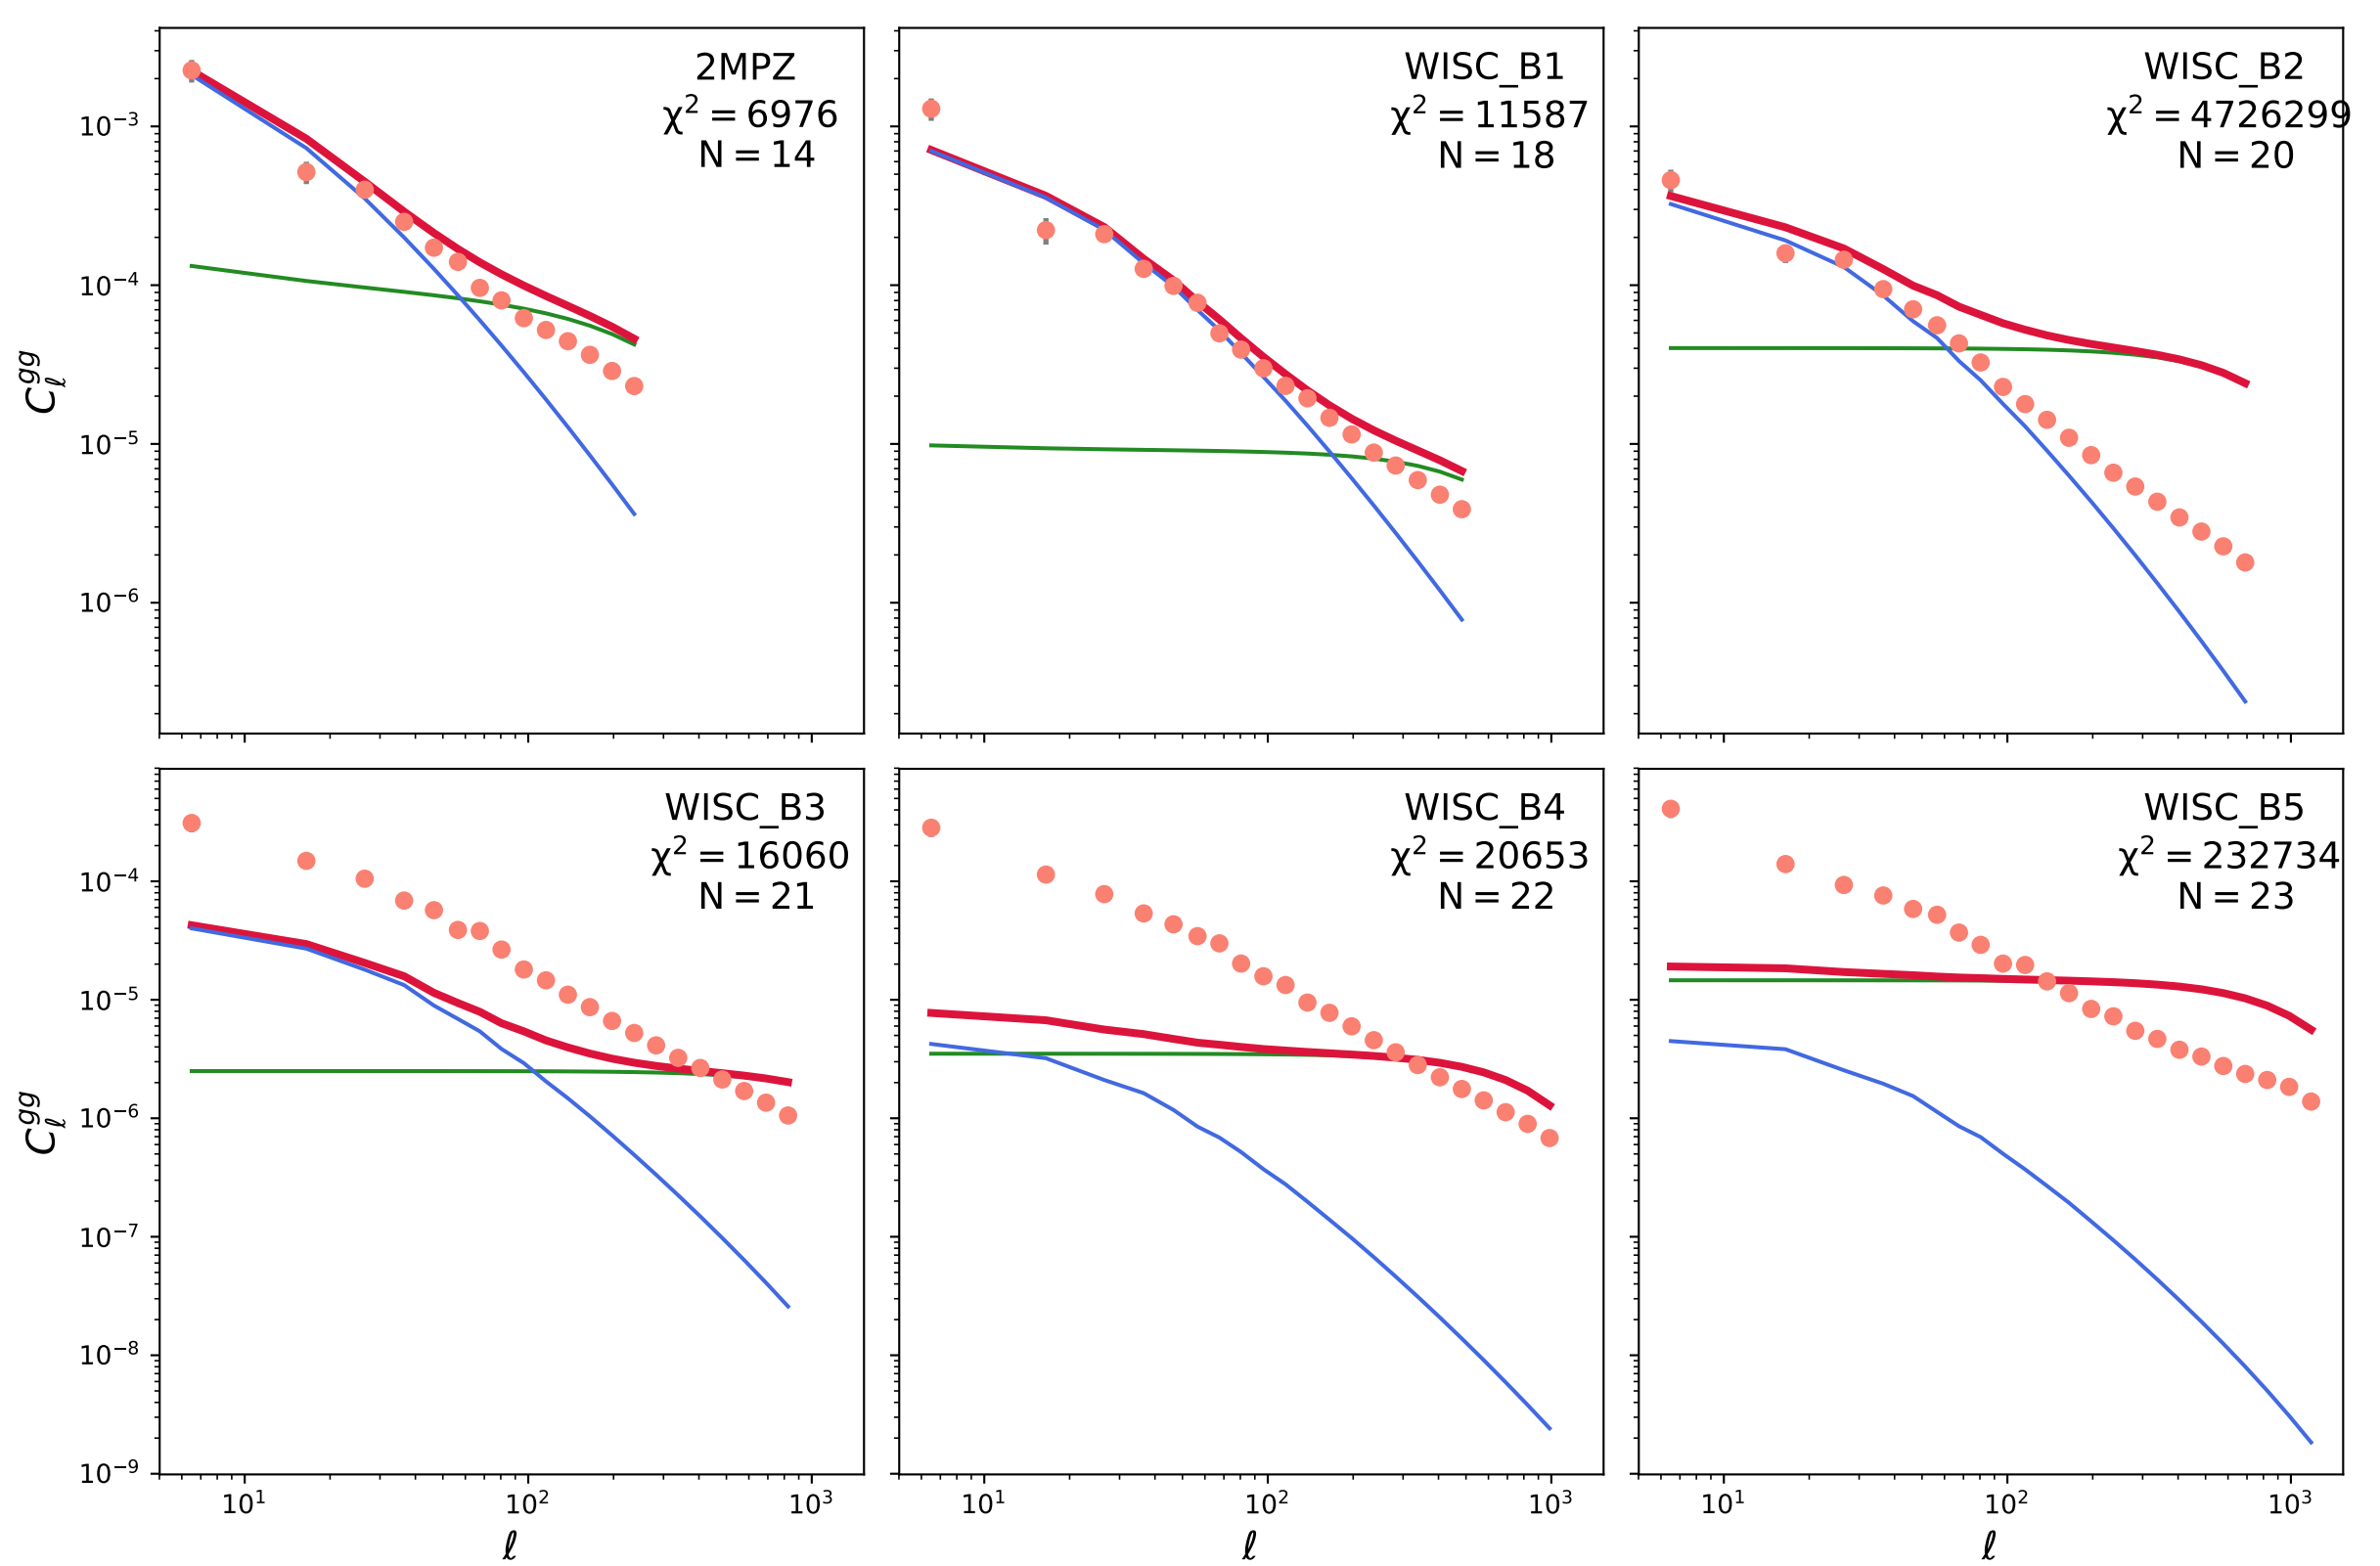 2MPZ
χ² = 6976
N = 14
WISC_B1
χ² = 11587
N = 18
WISC_B2
χ² = 4726299
N = 20
10⁻³
10⁻⁴
10⁻⁵
10⁻⁶
C_ℓ^{gg}
WISC_B3
χ² = 16060
N = 21
WISC_B4
χ² = 20653
N = 22
WISC_B5
χ² = 232734
N = 23
10⁻⁴
10⁻⁵
10⁻⁶
10⁻⁷
10⁻⁸
10⁻⁹
C_ℓ^{gg}
10¹ 10² 10³
10¹ 10² 10³
10¹ 10² 10³
ℓ
ℓ
ℓ